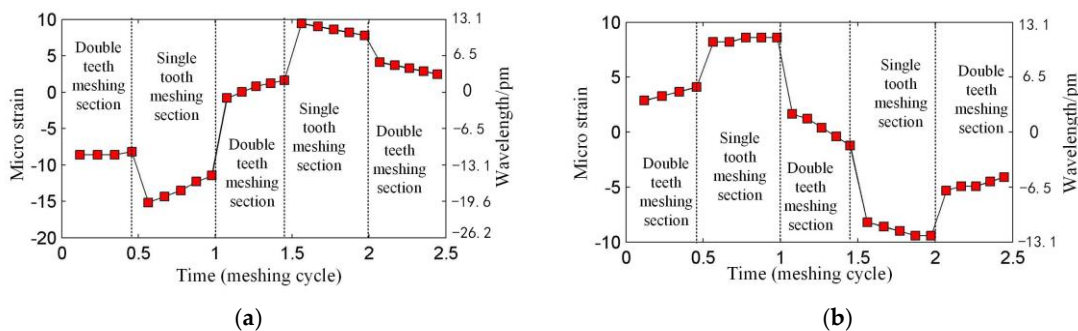 10
5
0
-5
-10
-15
-20
Micro strain
13.1
6.5
0
-6.5
-13.1
-19.6
-26.2
Wavelength/pm
Double
teeth
meshing
section
Single
tooth
meshing
section
Double
teeth
meshing
section
Single
tooth
meshing
section
Double
teeth
meshing
section
0 0.5 1 1.5 2 2.5
Time (meshing cycle)
(a)
10
5
0
-5
-10
Micro strain
13.1
6.5
0
-6.5
-13.1
Wavelength/pm
Double
teeth
meshing
section
Single
tooth
meshing
section
Double
teeth
meshing
section
Single
tooth
meshing
section
Double
teeth
meshing
section
0 0.5 1 1.5 2 2.5
Time (meshing cycle)
(b)